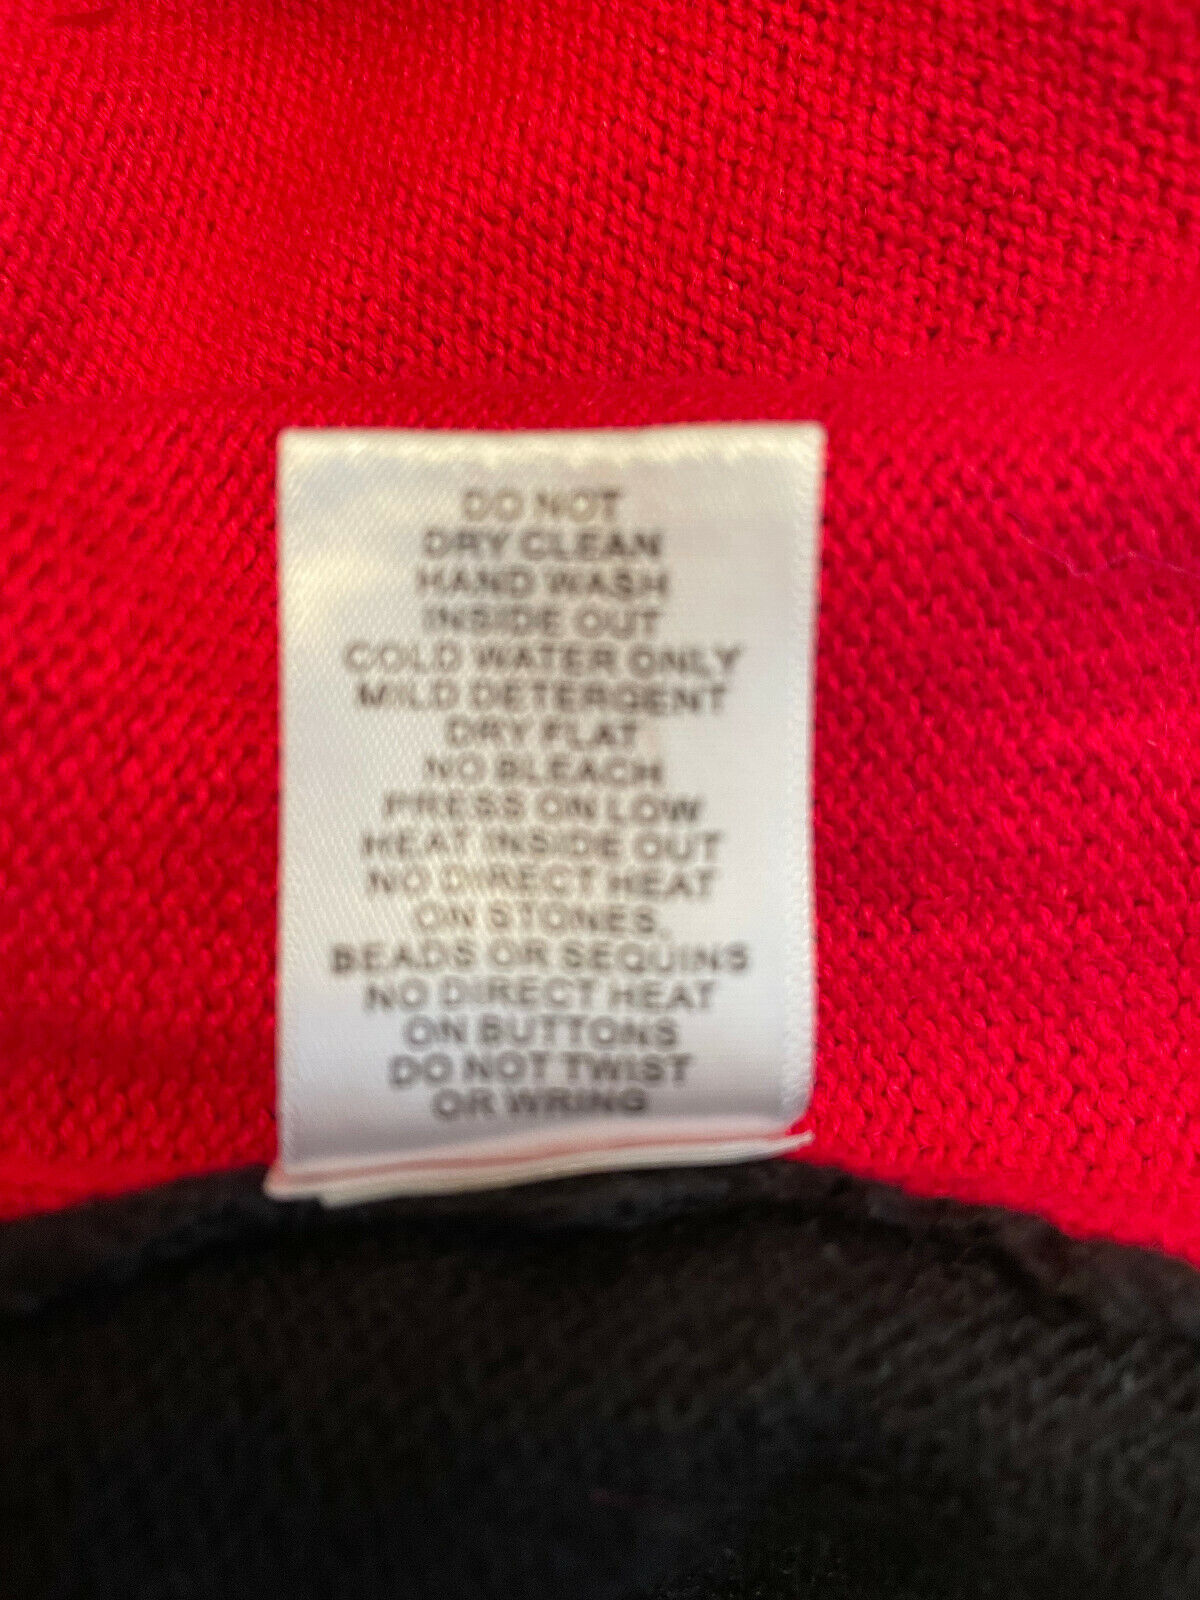 DO NOT
DRY CLEAN
HAND WASH
INSIDE OUT
COLD WATER ONLY
MILD DETERGENT
DRY FLAT
NO BLEACH
PRESS ON LOW
HEAT INSIDE OUT
NO DIRECT HEAT
ON STONES,
BEADS OR SEQUINS
NO DIRECT HEAT
ON BUTTONS
DO NOT TWIST
OR WRING